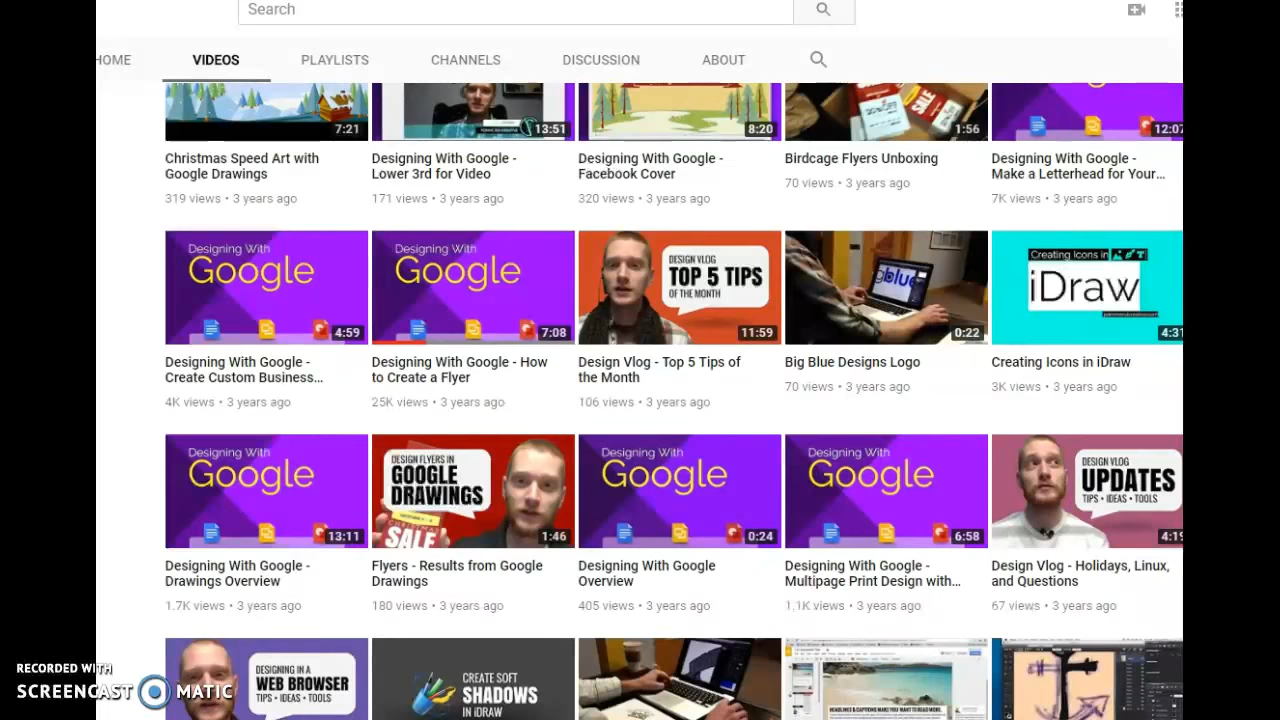 Search
HOME
VIDEOS
PLAYLISTS
CHANNELS
DISCUSSION
ABOUT
7:21
13:51
8:20
SALE
1:56
12:07
Christmas Speed Art with
Google Drawings
319 views • 3 years ago
Designing With Google -
Lower 3rd for Video
171 views • 3 years ago
Designing With Google -
Facebook Cover
320 views • 3 years ago
Birdcage Flyers Unboxing
70 views • 3 years ago
Designing With Google -
Make a Letterhead for Your...
7K views • 3 years ago
Designing With
Google
4:59
Designing With
Google
7:08
DESIGN VLOG
TOP 5 TIPS
OF THE MONTH
11:59
gblue
0:22
Creating Icons in
iDraw
4:31
Designing With Google -
Create Custom Business...
4K views • 3 years ago
Designing With Google - How
to Create a Flyer
25K views • 3 years ago
Design Vlog - Top 5 Tips of
the Month
106 views • 3 years ago
Big Blue Designs Logo
70 views • 3 years ago
Creating Icons in iDraw
3K views • 3 years ago
Designing With
Google
13:11
DESIGN FLYERS IN
GOOGLE
DRAWINGS
CHRISTMAS
SALE
1:46
Designing With
Google
0:24
Designing With
Google
6:58
DESIGN VLOG
UPDATES
TIPS • IDEAS • TOOLS
4:19
Designing With Google -
Drawings Overview
1.7K views • 3 years ago
Flyers - Results from Google
Drawings
180 views • 3 years ago
Designing With Google
Overview
405 views • 3 years ago
Designing With Google -
Multipage Print Design with...
1.1K views • 3 years ago
Design Vlog - Holidays, Linux,
and Questions
67 views • 3 years ago
DESIGNING IN A
WEB BROWSER
TIPS • IDEAS • TOOLS
CREATE SOFT
SHADOWS
IN IDRAW
HEADLINES & CAPTIONS MAKE YOU WANT TO READ MORE.
RECORDED WITH
SCREENCAST MATIC